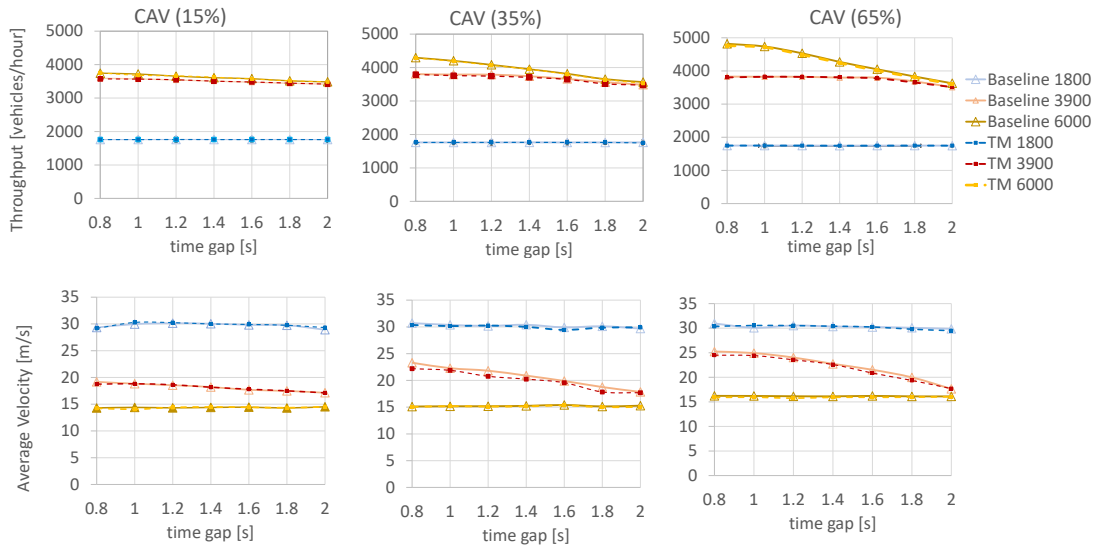 CAV (15%)
CAV (35%)
CAV (65%)
Throughput [vehicles/hour]
5000
4000
3000
2000
1000
0
0.8 1 1.2 1.4 1.6 1.8 2
time gap [s]
5000
4000
3000
2000
1000
0
0.8 1 1.2 1.4 1.6 1.8 2
time gap [s]
5000
4000
3000
2000
1000
0
0.8 1 1.2 1.4 1.6 1.8 2
time gap [s]
Baseline 1800
Baseline 3900
Baseline 6000
TM 1800
TM 3900
TM 6000
Average Velocity [m/s]
35
30
25
20
15
10
5
0
0.8 1 1.2 1.4 1.6 1.8 2
time gap [s]
35
30
25
20
15
10
5
0
0.8 1 1.2 1.4 1.6 1.8 2
time gap [s]
35
30
25
20
15
10
5
0
0.8 1 1.2 1.4 1.6 1.8 2
time gap [s]